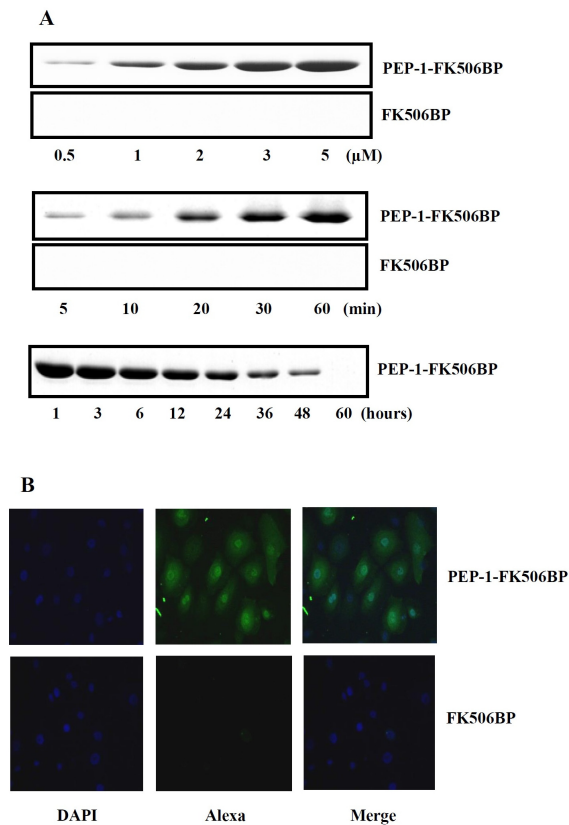 A
PEP-1-FK506BP
FK506BP
0.5 1 2 3 5 (µM)
PEP-1-FK506BP
FK506BP
5 10 20 30 60 (min)
PEP-1-FK506BP
1 3 6 12 24 36 48 60 (hours)
B
PEP-1-FK506BP
FK506BP
DAPI Alexa Merge